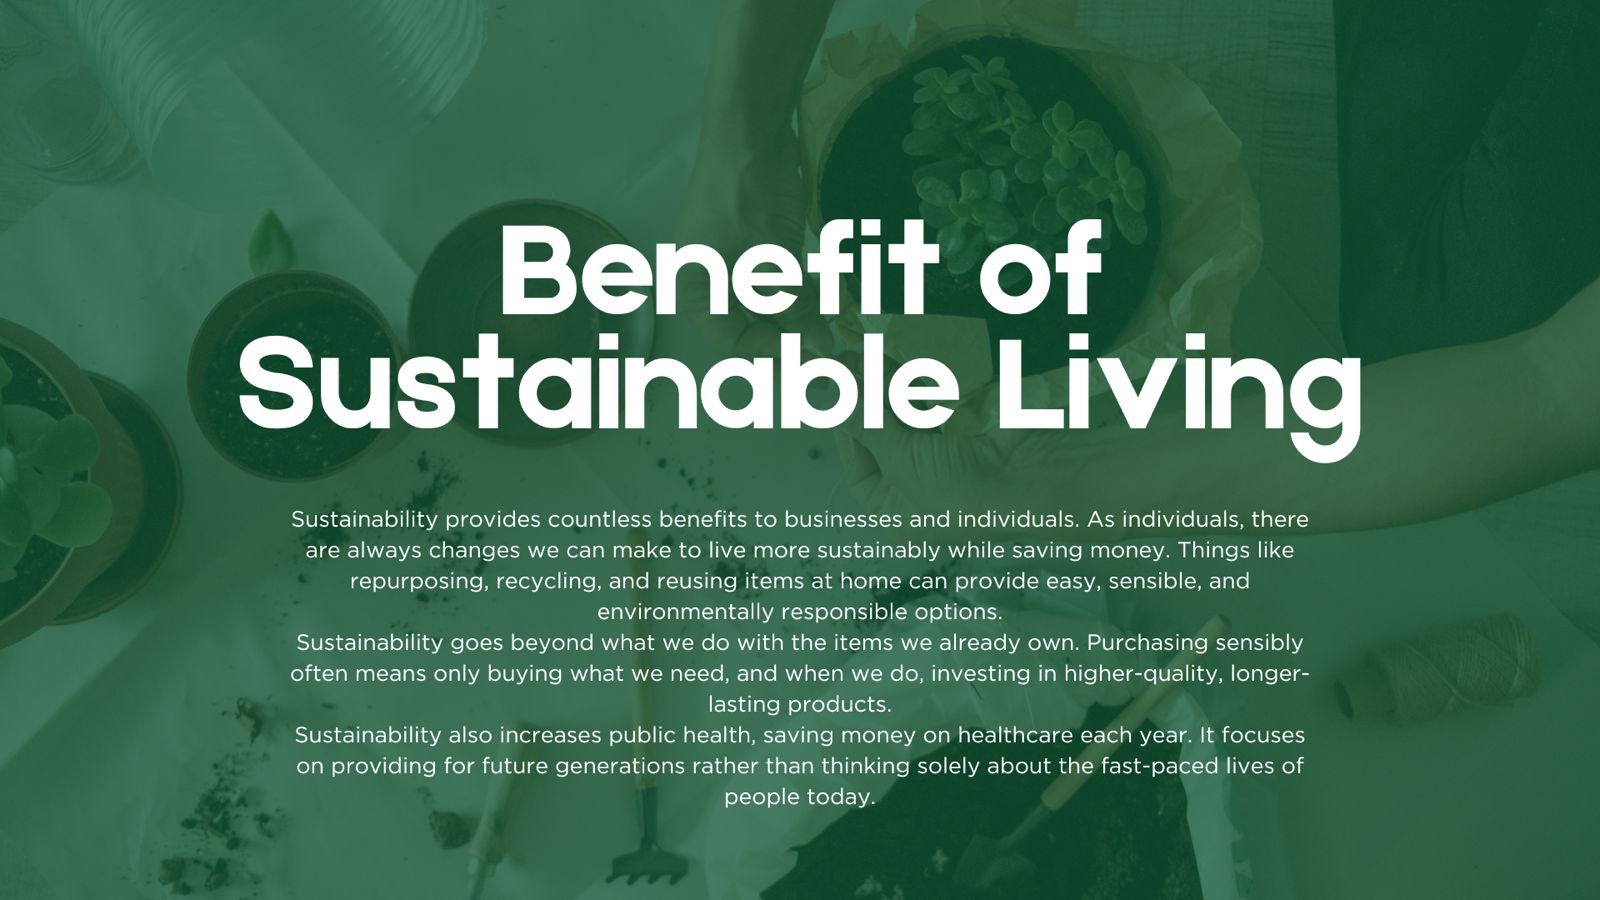 Benefit of
Sustainable Living
Sustainability provides countless benefits to businesses and individuals. As individuals, there
are always changes we can make to live more sustainably while saving money. Things like
repurposing, recycling, and reusing items at home can provide easy, sensible, and
environmentally responsible options.
Sustainability goes beyond what we do with the items we already own. Purchasing sensibly
often means only buying what we need, and when we do, investing in higher-quality, longer-
lasting products.
Sustainability also increases public health, saving money on healthcare each year. It focuses
on providing for future generations rather than thinking solely about the fast-paced lives of
people today.